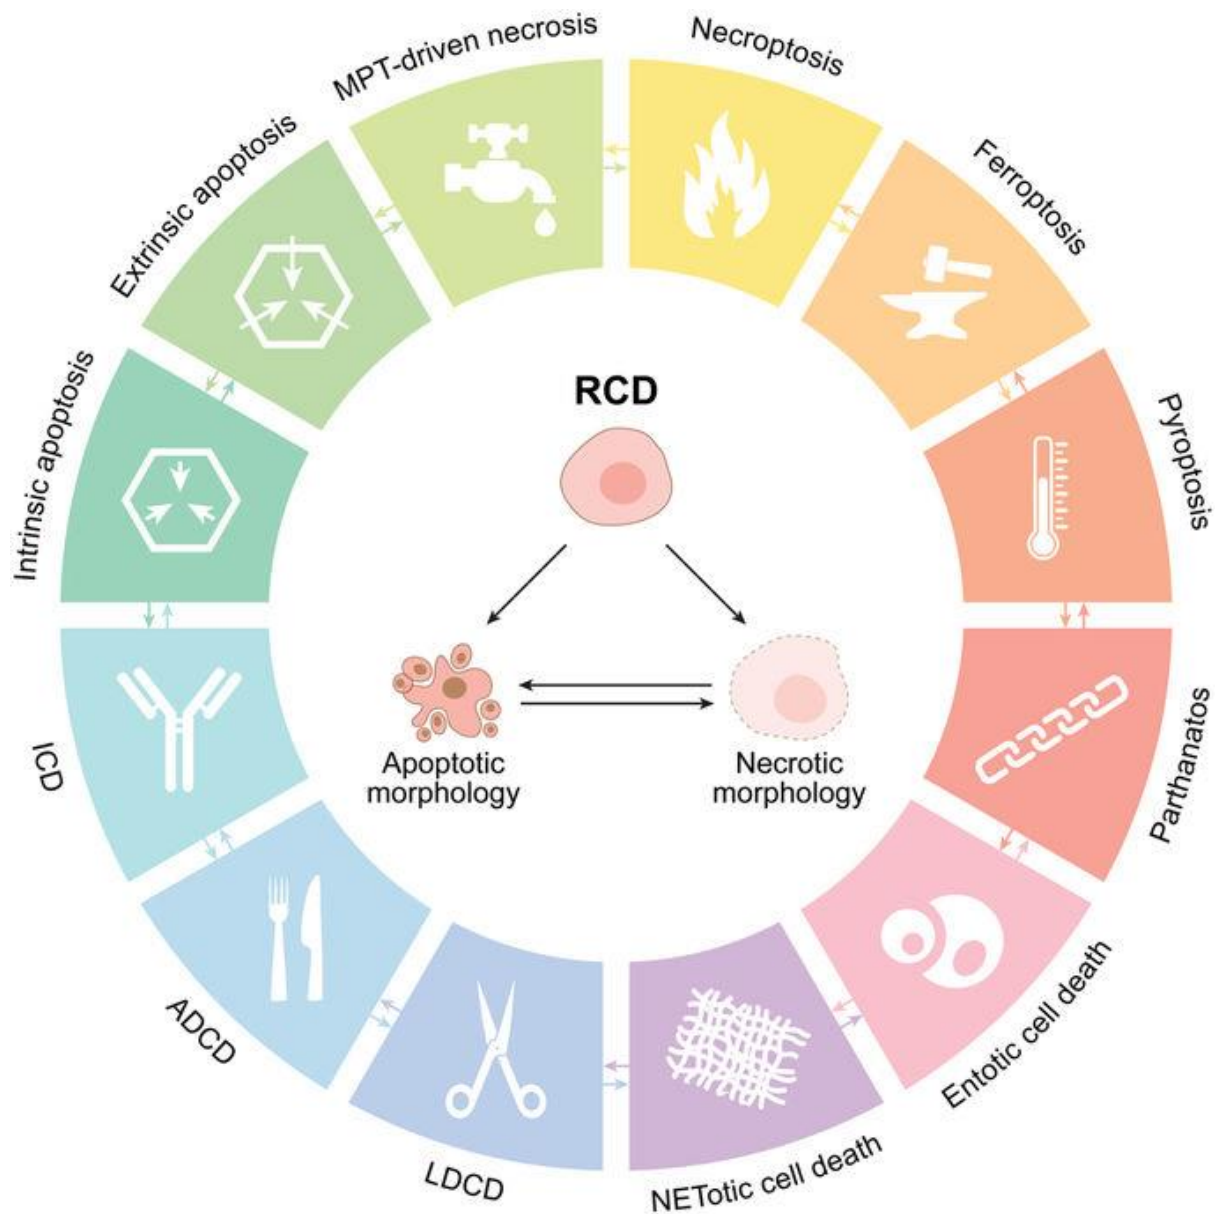 MPT-driven necrosis
Necroptosis
Ferroptosis
Pyroptosis
Parthanatos
Entotic cell death
NETotic cell death
LDCD
ADCD
ICD
Intrinsic apoptosis
Extrinsic apoptosis
RCD
Apoptotic
morphology
Necrotic
morphology